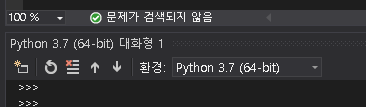 100 %
문제가 검색되지 않음
Python 3.7 (64-bit) 대화형 1
환경: Python 3.7 (64-bit)
>>>
>>>